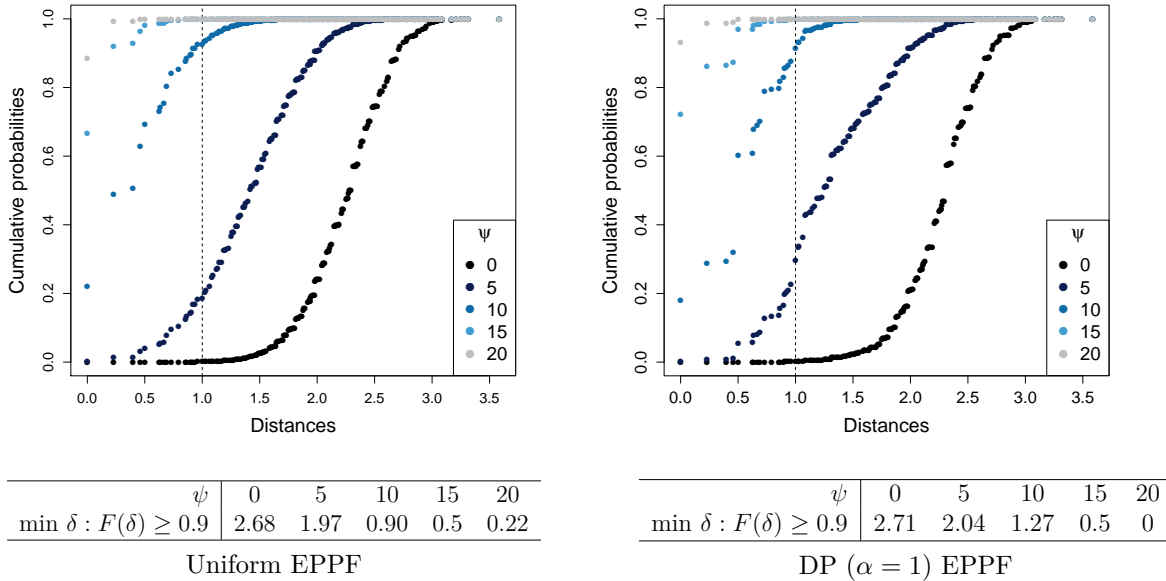 Cumulative probabilities
1.0
0.8
0.6
0.4
0.2
0.0
ψ
0
5
10
15
20
0.0 0.5 1.0 1.5 2.0 2.5 3.0 3.5
Distances
Cumulative probabilities
1.0
0.8
0.6
0.4
0.2
0.0
ψ
0
5
10
15
20
0.0 0.5 1.0 1.5 2.0 2.5 3.0 3.5
Distances
ψ 0 5 10 15 20
min δ : F(δ) ≥ 0.9 2.68 1.97 0.90 0.5 0.22
Uniform EPPF
ψ 0 5 10 15 20
min δ : F(δ) ≥ 0.9 2.71 2.04 1.27 0.5 0
DP (α = 1) EPPF